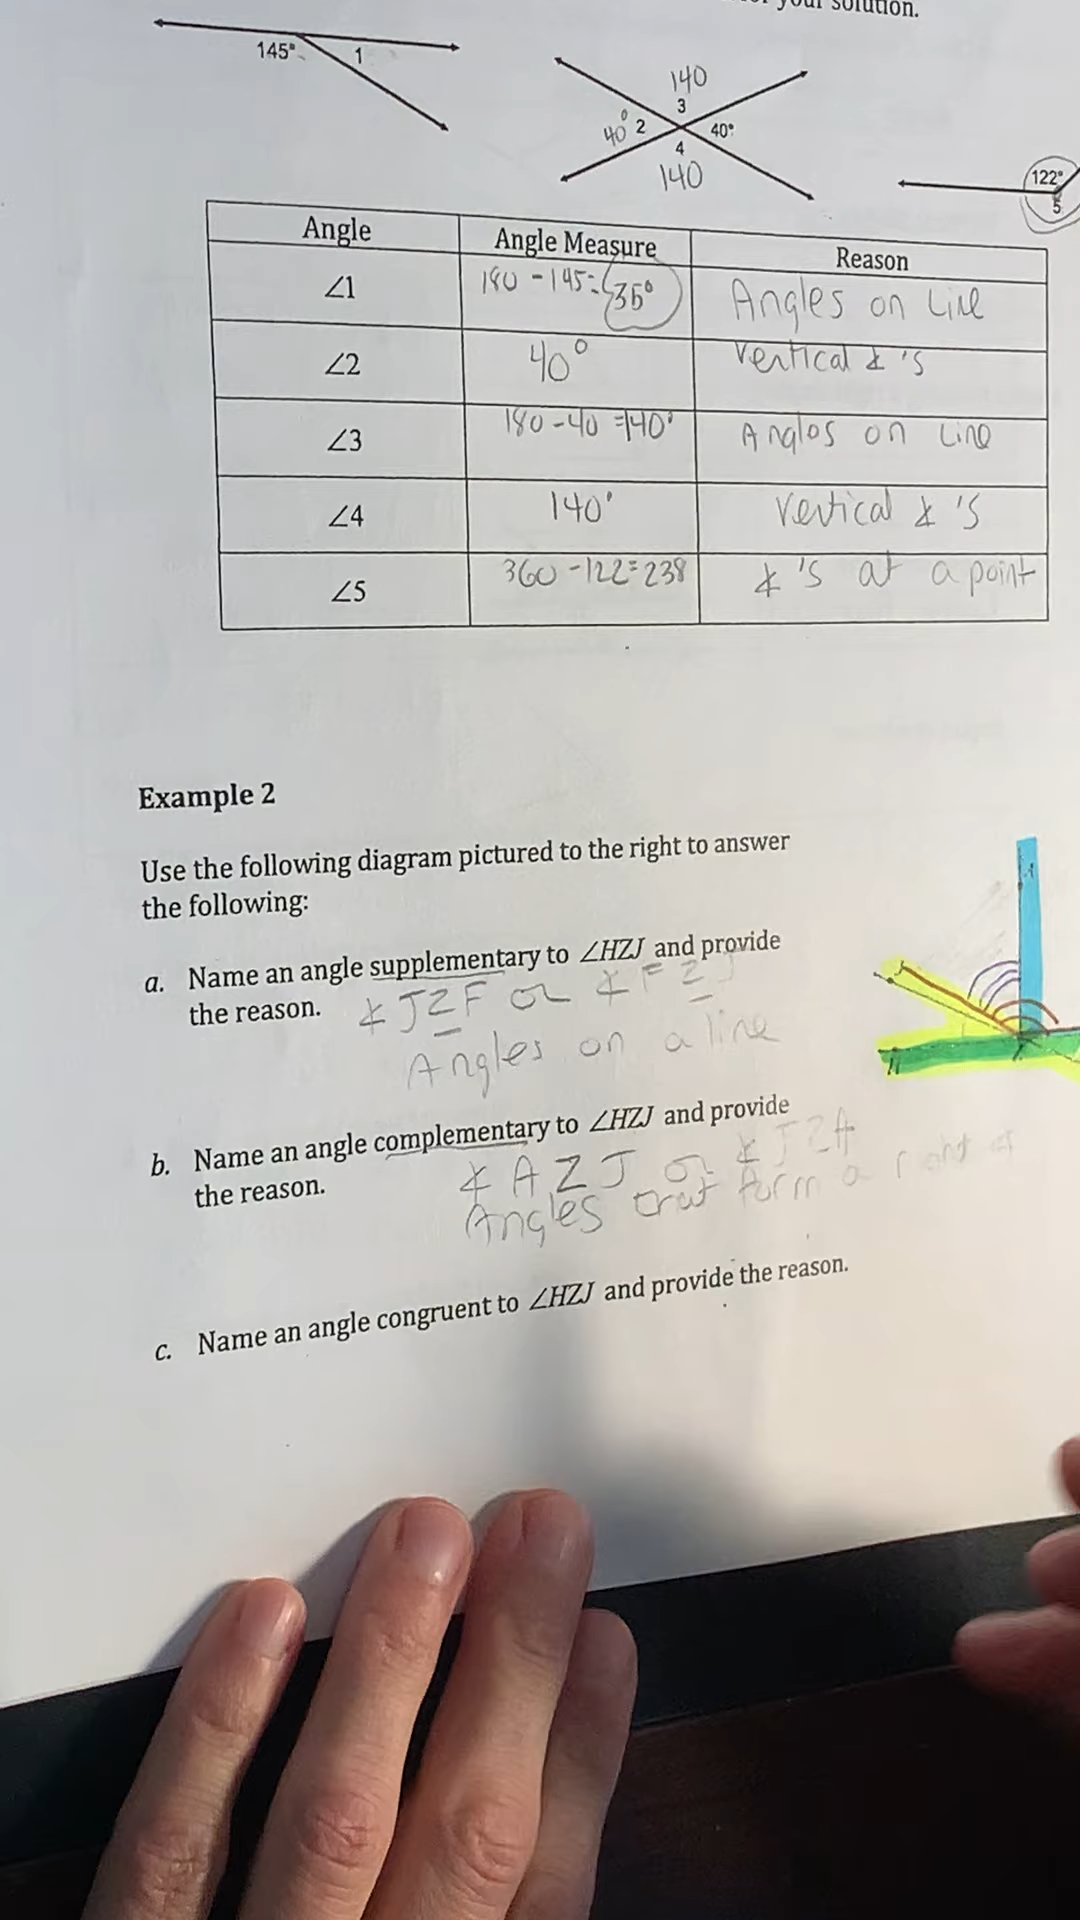 your solution.
145°
1
140
3
40° 2
40°
4
140
122°
5
Angle
Angle Measure
Reason
∠1
180 - 145 = 35°
Angles on Line
∠2
40°
Vertical ∡'s
∠3
180 - 40 = 140°
Angles on Line
∠4
140°
Vertical ∡'s
∠5
360 - 122 = 238
∡'s at a point
Example 2
Use the following diagram pictured to the right to answer
the following:
a. Name an angle supplementary to ∠HZJ and provide
the reason.
∡JZF or ∡FZJ
Angles on a line
b. Name an angle complementary to ∠HZJ and provide
the reason.
∡AZJ or ∡JZA
Angles that form a right
c. Name an angle congruent to ∠HZJ and provide the reason.